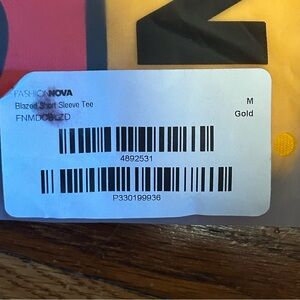 FASHIONNOVA
Blazed Short Sleeve Tee
M
Gold
4892531
P330199936